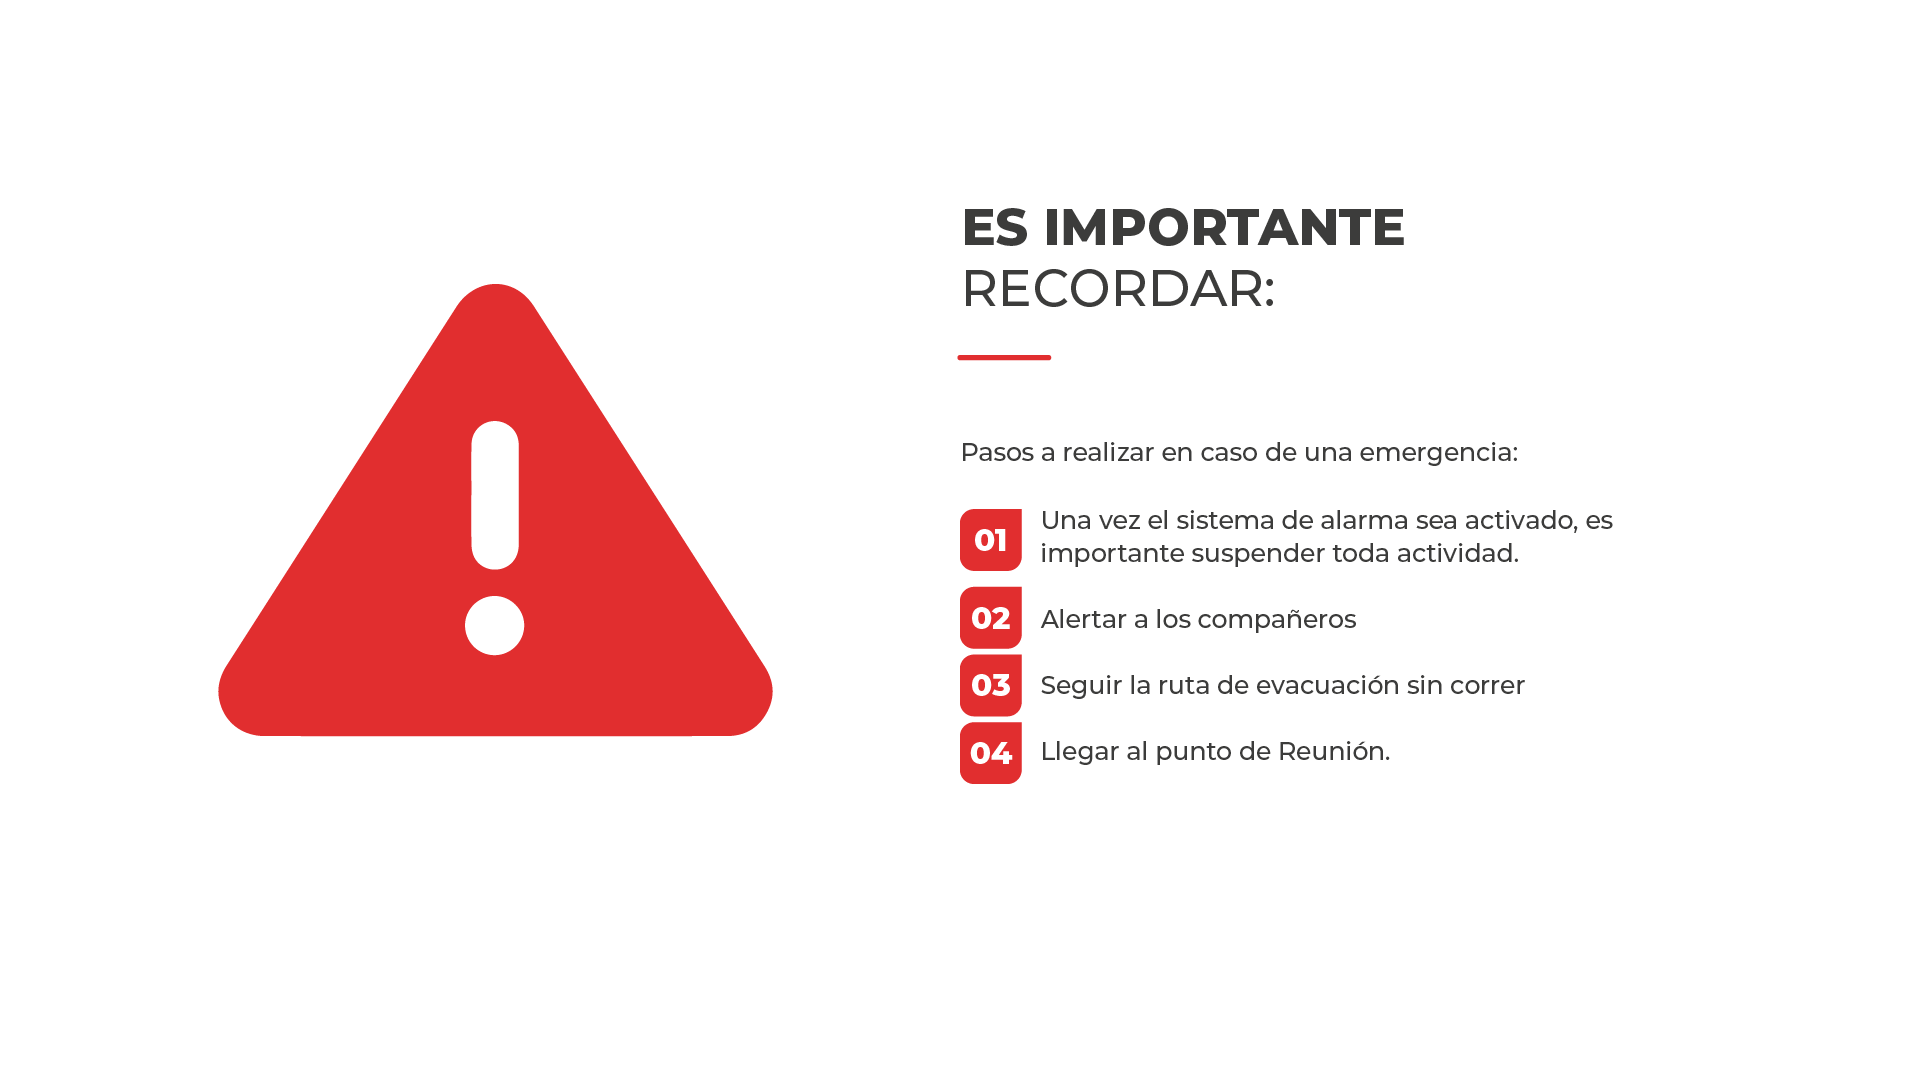 ES IMPORTANTE
RECORDAR:
Pasos a realizar en caso de una emergencia:
01
Una vez el sistema de alarma sea activado, es
importante suspender toda actividad.
02
Alertar a los compañeros
03
Seguir la ruta de evacuación sin correr
04
Llegar al punto de Reunión.